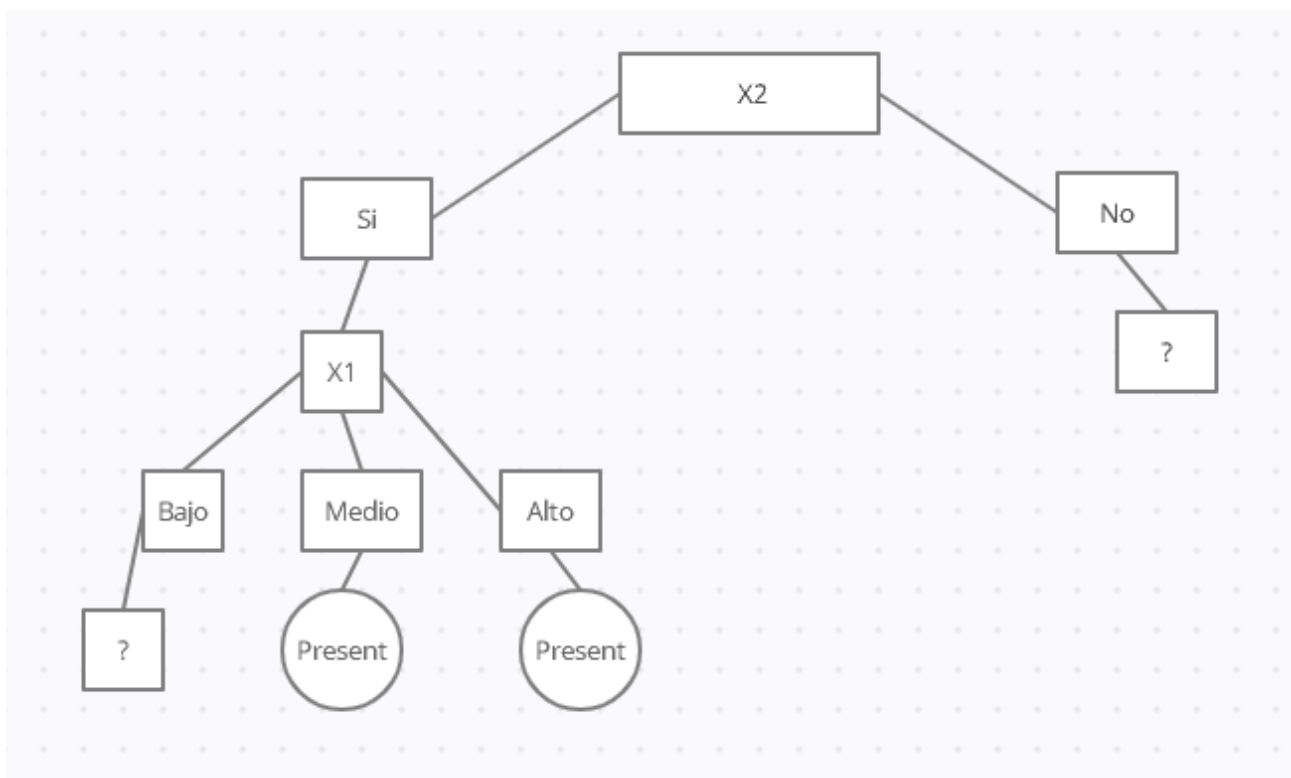 X2
Si
No
X1
?
Bajo
Medio
Alto
?
Present
Present